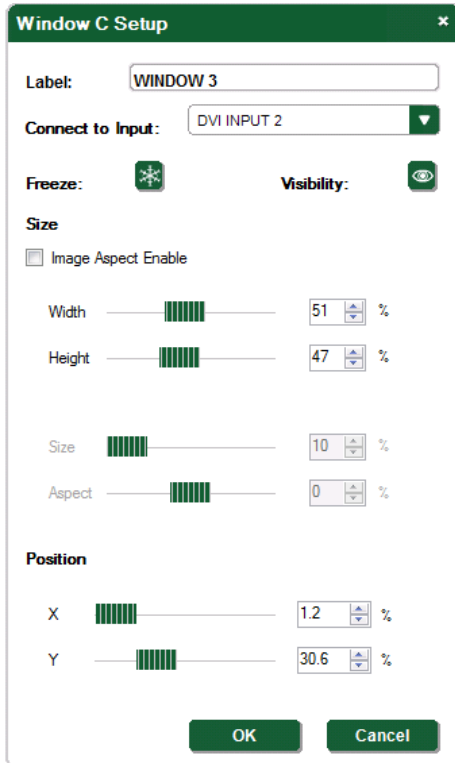 Window C Setup ×
Label: WINDOW 3
Connect to Input: DVI INPUT 2
Freeze: Visibility:
Size
Image Aspect Enable
Width 51 %
Height 47 %
Size 10 %
Aspect 0 %
Position
X 1.2 %
Y 30.6 %
OK Cancel